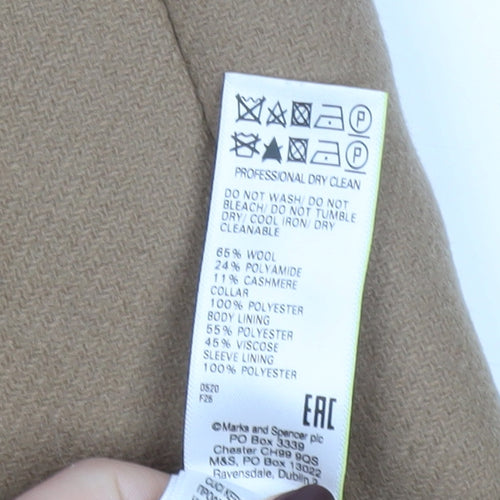 P
P
PROFESSIONAL DRY CLEAN
DO NOT WASH/ DO NOT
BLEACH/ DO NOT TUMBLE
DRY/ COOL IRON/ DRY
CLEANABLE
65% WOOL
24% POLYAMIDE
11% CASHMERE
COLLAR
100% POLYESTER
BODY LINING
55% POLYESTER
45% VISCOSE
SLEEVE LINING
100% POLYESTER
0520
F25
EAC
©Marks and Spencer plc
PO Box 3339
Chester CH99 9QS
M&S, PO Box 13022
Ravensdale, Dublin 2